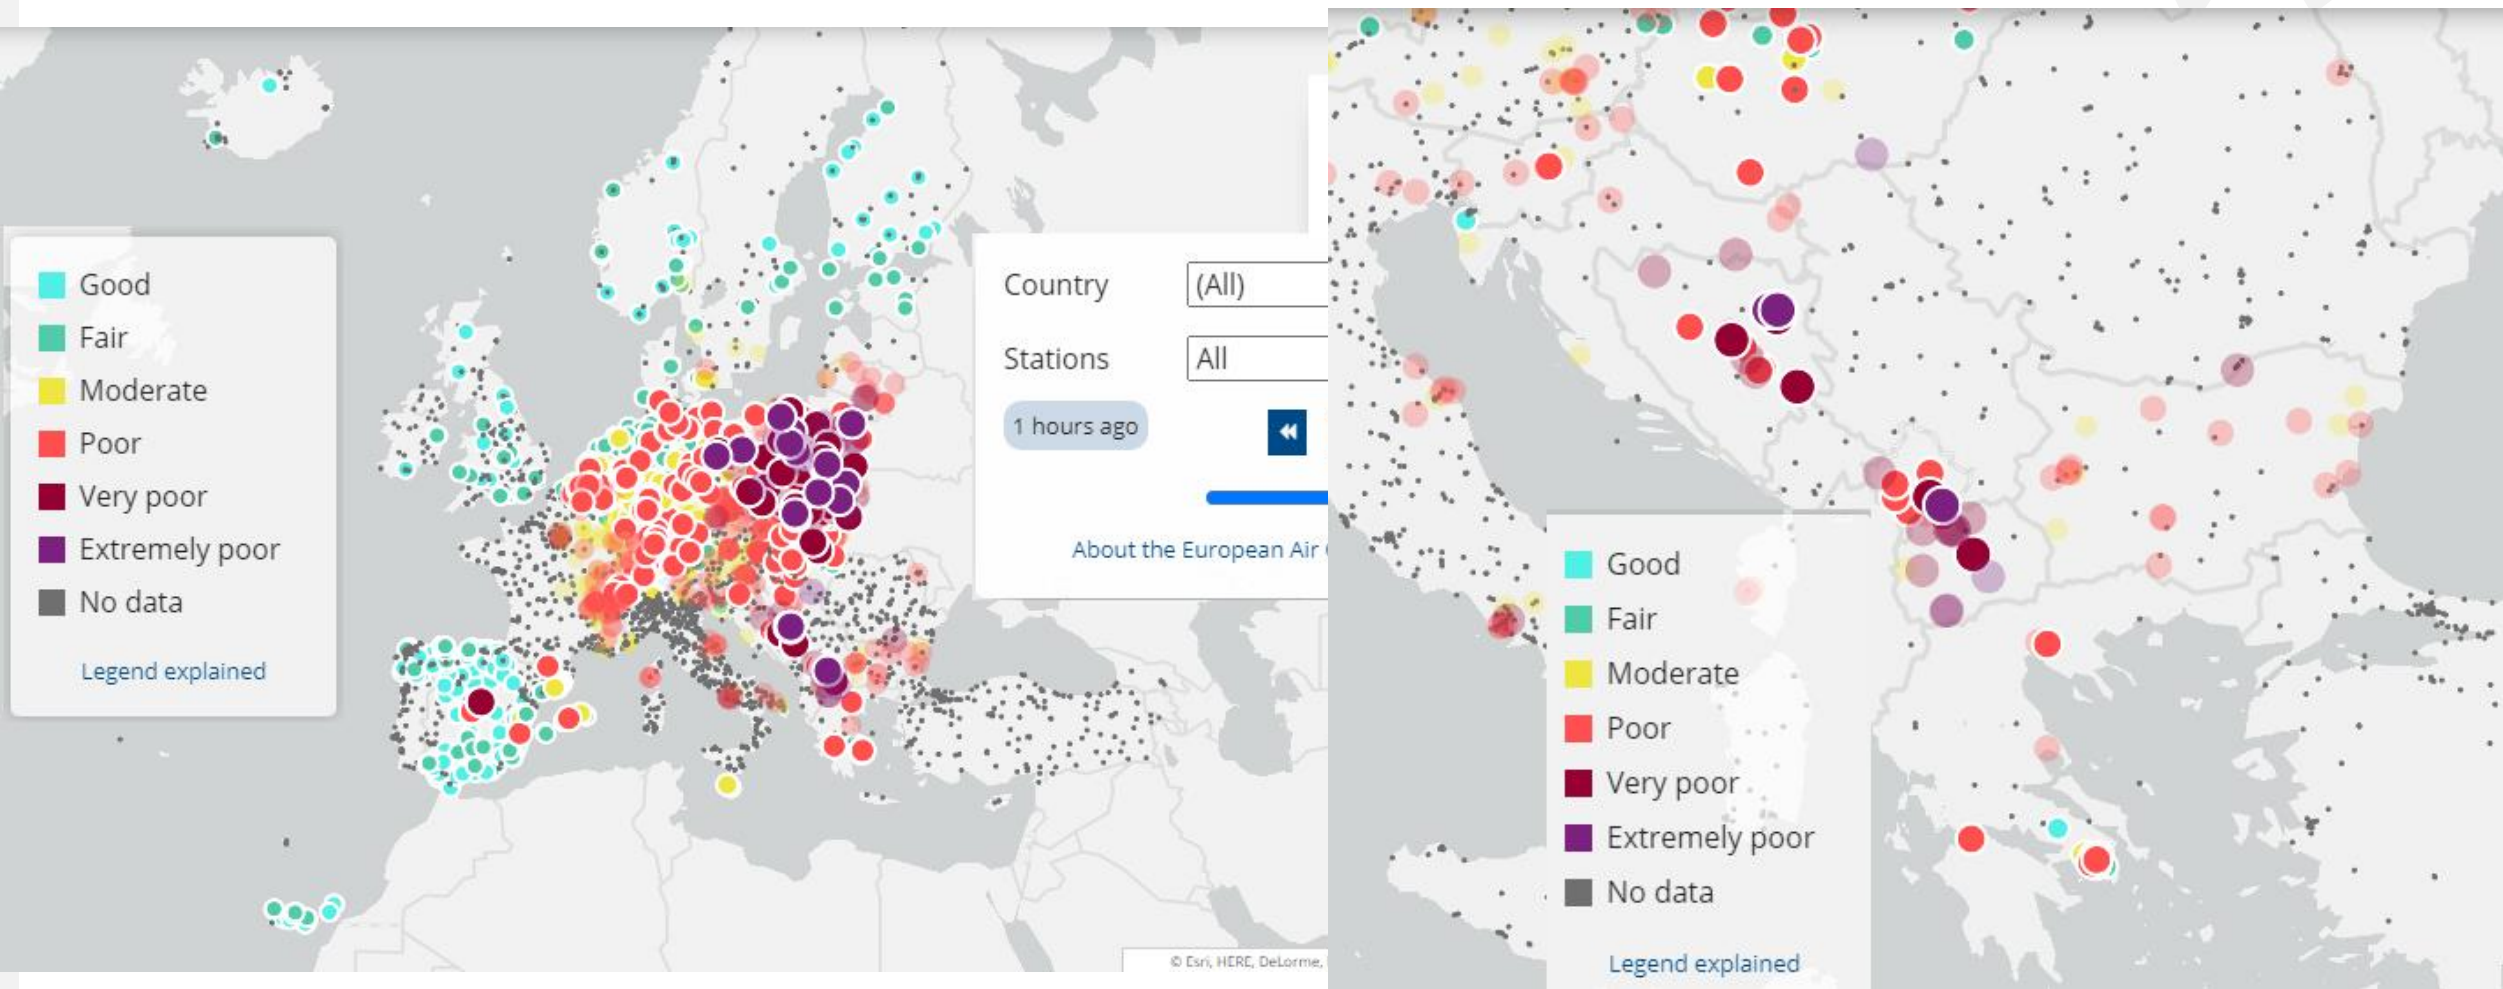 Good
Fair
Moderate
Poor
Very poor
Extremely poor
No data
Legend explained
Country (All)
Stations All
1 hours ago
About the European Air
© Esri, HERE, DeLorme,
Good
Fair
Moderate
Poor
Very poor
Extremely poor
No data
Legend explained